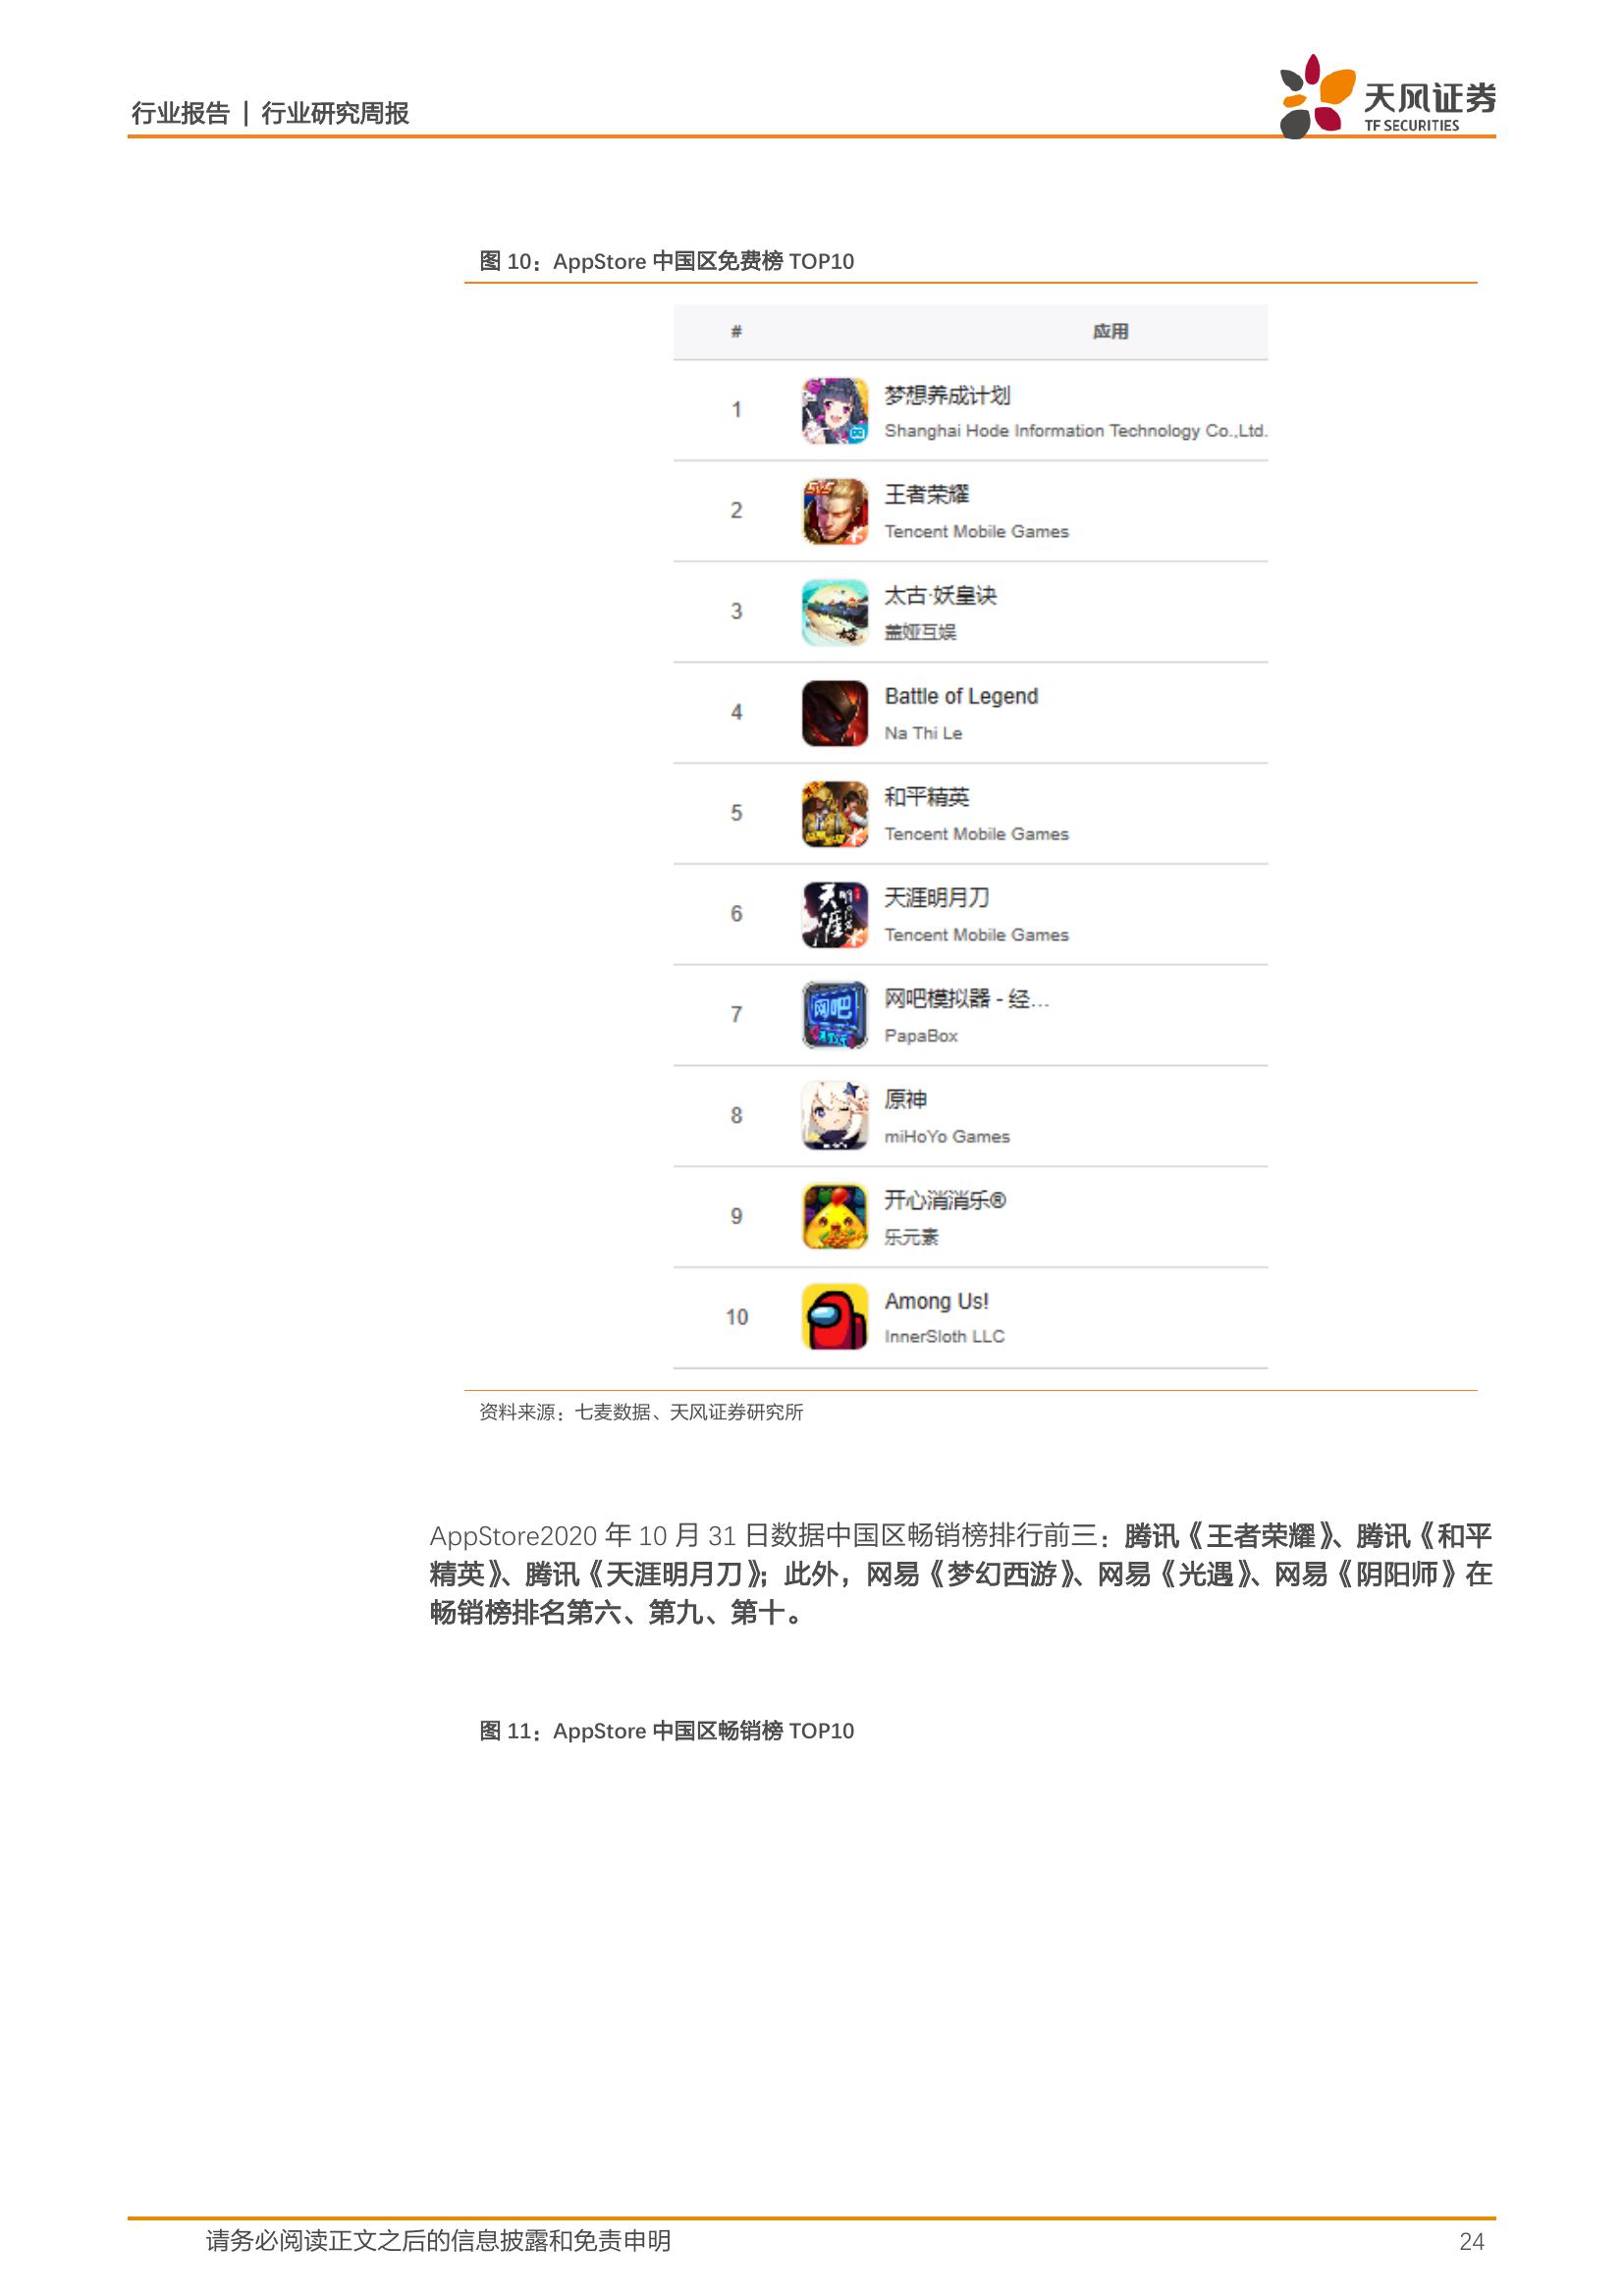 行业报告 | 行业研究周报
天风证券
TF SECURITIES
图 10：AppStore 中国区免费榜 TOP10
# 应用
1 梦想养成计划
Shanghai Hode Information Technology Co.,Ltd.
2 王者荣耀
Tencent Mobile Games
3 太古·妖皇诀
盖娅互娱
4 Battle of Legend
Na Thi Le
5 和平精英
Tencent Mobile Games
6 天涯明月刀
Tencent Mobile Games
7 网吧模拟器 - 经...
PapaBox
8 原神
miHoYo Games
9 开心消消乐®
乐元素
10 Among Us!
InnerSloth LLC
资料来源：七麦数据、天风证券研究所
AppStore2020 年 10 月 31 日数据中国区畅销榜排行前三：腾讯《王者荣耀》、腾讯《和平
精英》、腾讯《天涯明月刀》；此外，网易《梦幻西游》、网易《光遇》、网易《阴阳师》在
畅销榜排名第六、第九、第十。
图 11：AppStore 中国区畅销榜 TOP10
请务必阅读正文之后的信息披露和免责申明 24